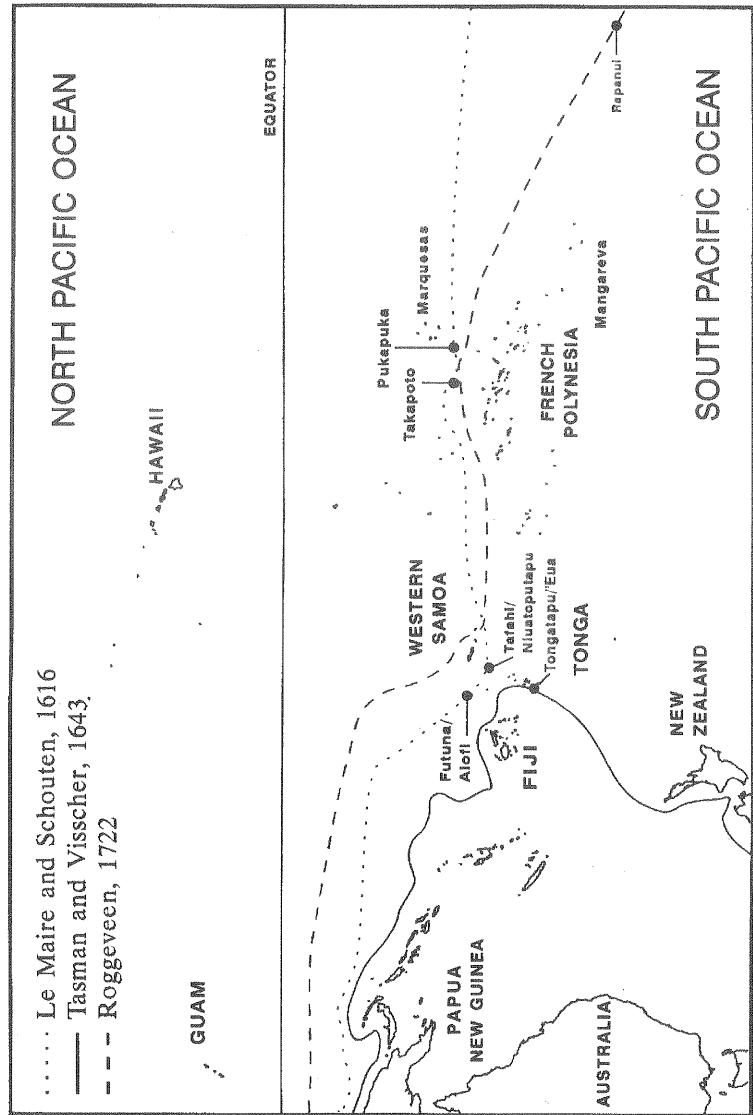 ..... Le Maire and Schouten, 1616
Tasman and Visscher, 1643.
Roggeveen, 1722
NORTH PACIFIC OCEAN
HAWAII
GUAM
EQUATOR
Pukapuka
Marquesas
Takapoto
WESTERN
SAMOA
Futuna/
Alofi
Tafahi/
Niuatoputapu
Tongatapu/'Eua
TONGA
FIJI
FRENCH
POLYNESIA
Mangareva
Rapanui
PAPUA
NEW GUINEA
AUSTRALIA
NEW
ZEALAND
SOUTH PACIFIC OCEAN